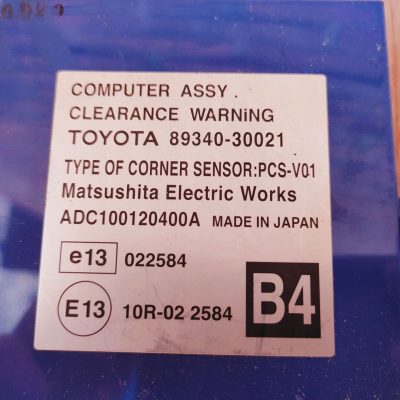 COMPUTER ASSY .
CLEARANCE WARNiNG
TOYOTA 89340-30021
TYPE OF CORNER SENSOR:PCS-V01
Matsushita Electric Works
ADC100120400A MADE IN JAPAN
e13 022584
E13 10R-02 2584
B4